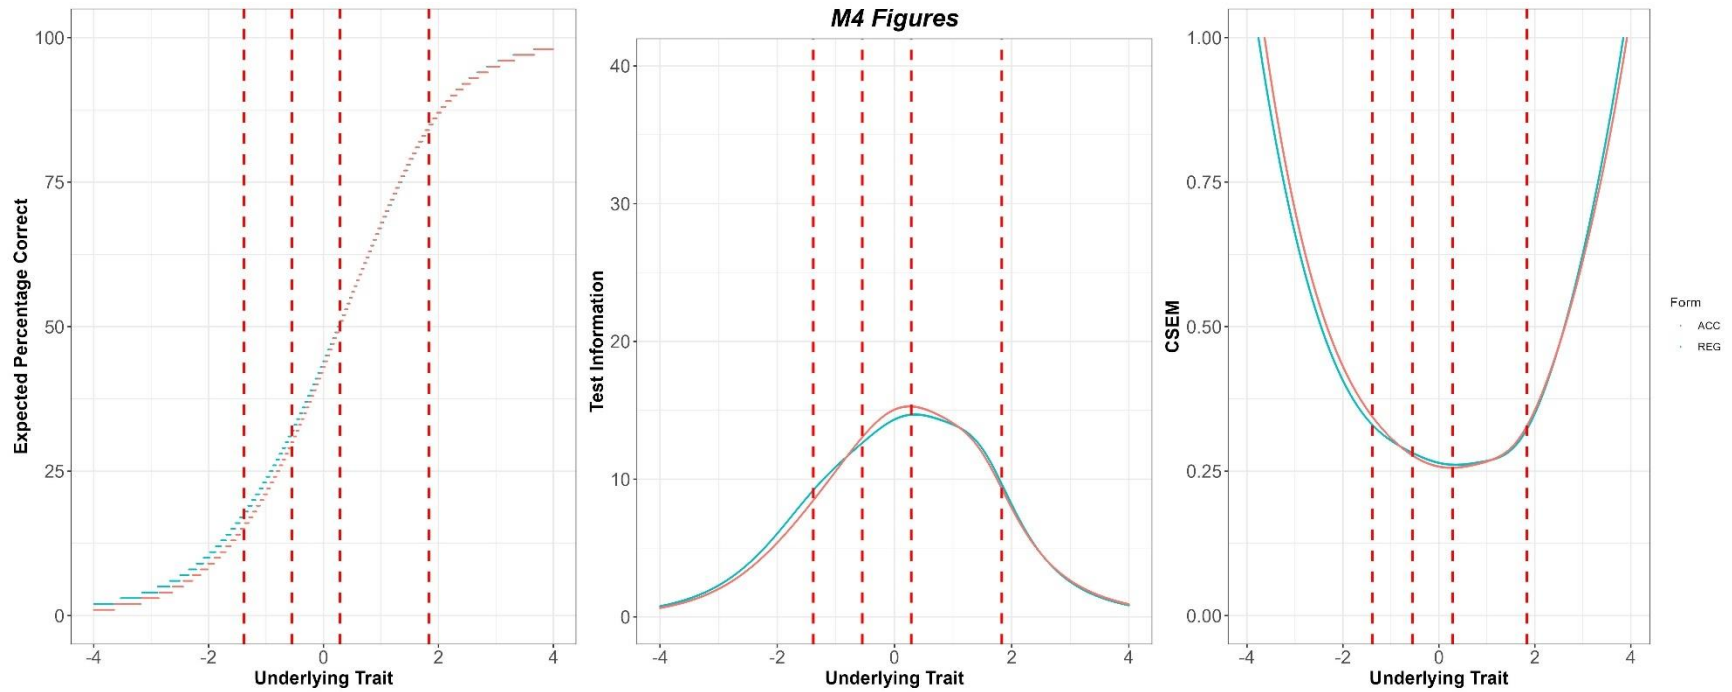 M4 Figures
Expected Percentage Correct
100
75
50
25
0
-4 -2 0 2 4
Underlying Trait
Test Information
40
30
20
10
0
-4 -2 0 2 4
Underlying Trait
CSEM
1.00
0.75
0.50
0.25
0.00
-4 -2 0 2 4
Underlying Trait
Form
ACC
REG